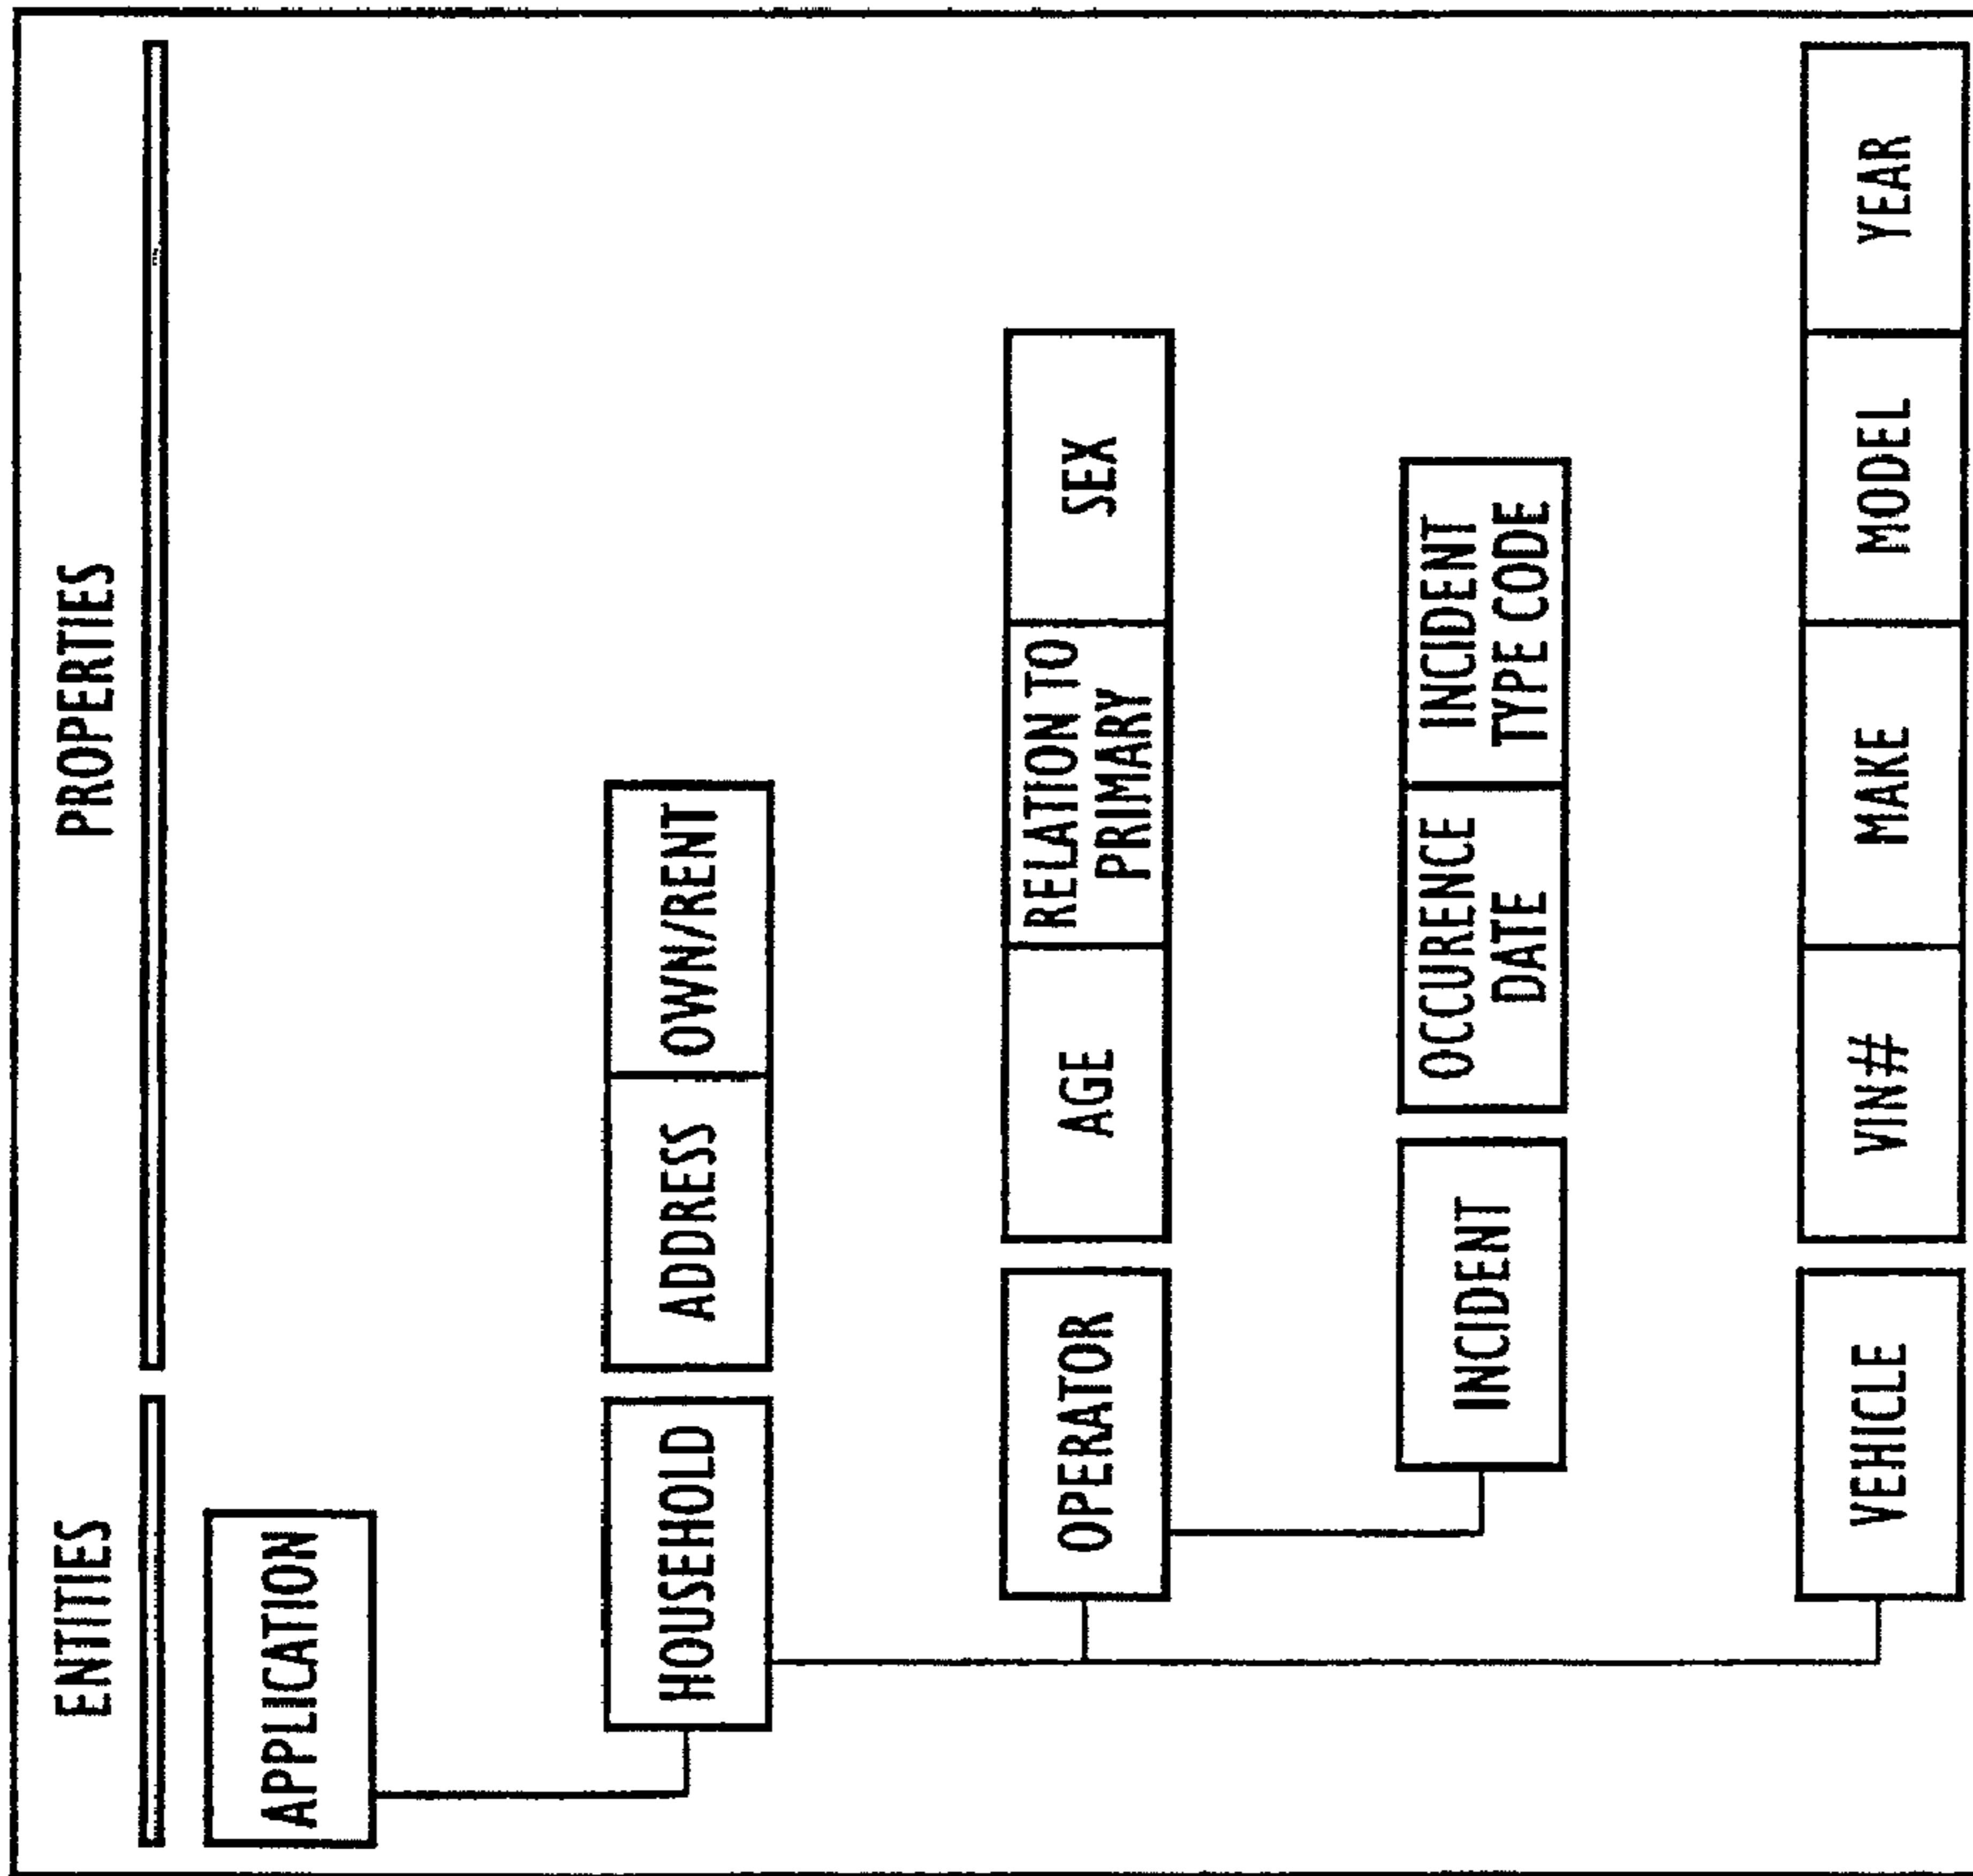 ENTITIES
PROPERTIES
APPLICATION
HOUSEHOLD
ADDRESS
OWN/RENT
OPERATOR
AGE
RELATION TO
PRIMARY
SEX
INCIDENT
OCCURENCE
DATE
INCIDENT
TYPE CODE
VEHICLE
VIN#
MAKE
MODEL
YEAR